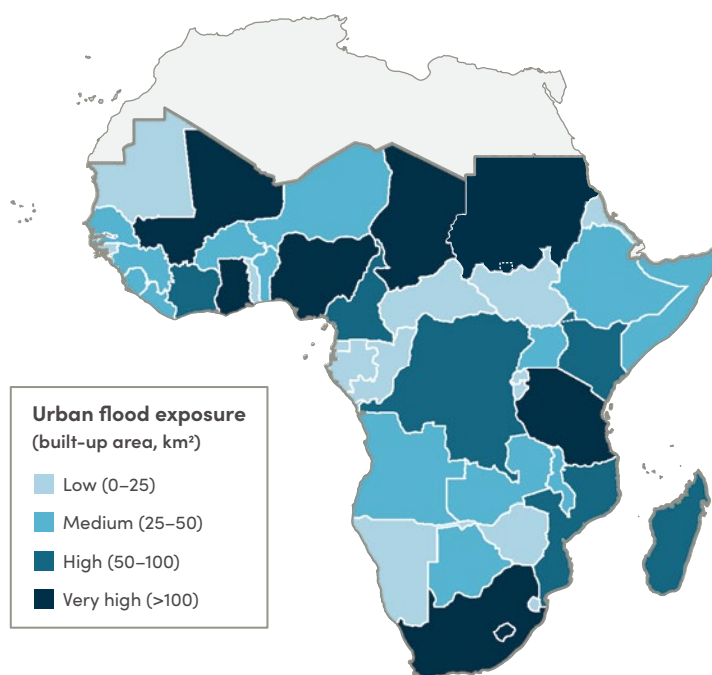 Urban flood exposure
(built-up area, km²)
Low (0–25)
Medium (25–50)
High (50–100)
Very high (>100)